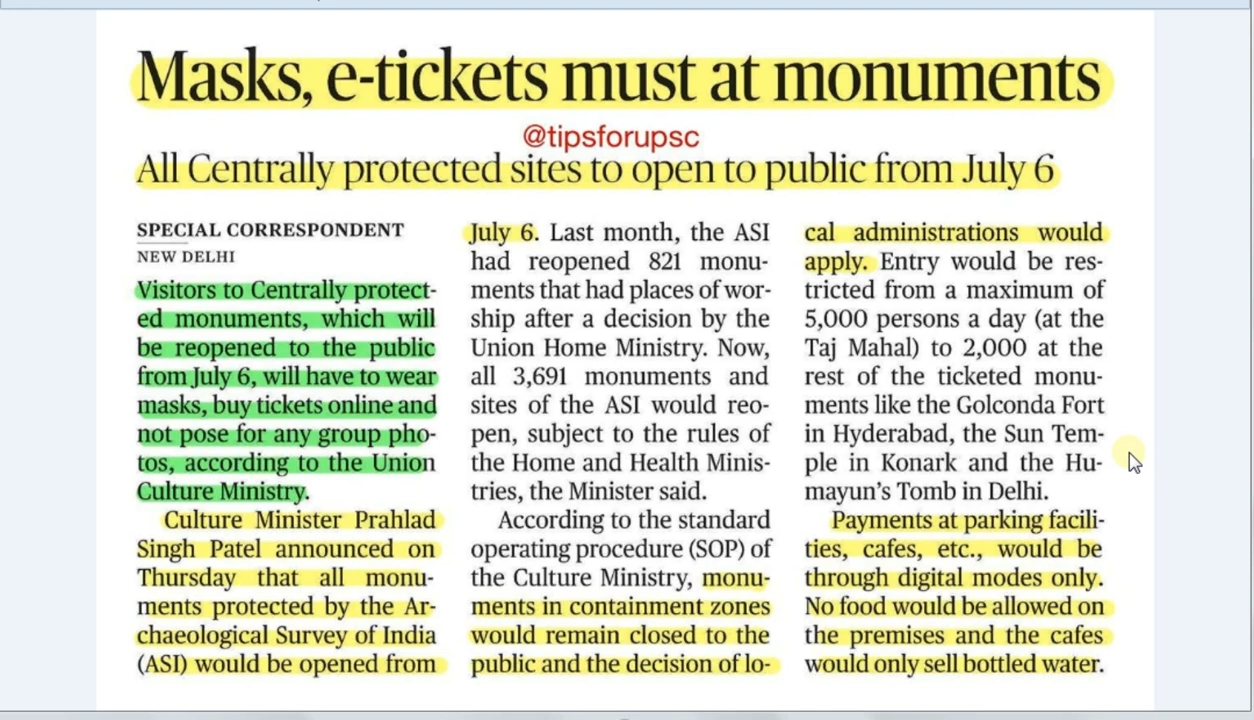 Masks, e-tickets must at monuments
@tipsforupsc
All Centrally protected sites to open to public from July 6
SPECIAL CORRESPONDENT
NEW DELHI
Visitors to Centrally protect-
ed monuments, which will
be reopened to the public
from July 6, will have to wear
masks, buy tickets online and
not pose for any group pho-
tos, according to the Union
Culture Ministry.
Culture Minister Prahlad
Singh Patel announced on
Thursday that all monu-
ments protected by the Ar-
chaeological Survey of India
(ASI) would be opened from
July 6. Last month, the ASI
had reopened 821 monu-
ments that had places of wor-
ship after a decision by the
Union Home Ministry. Now,
all 3,691 monuments and
sites of the ASI would reo-
pen, subject to the rules of
the Home and Health Minis-
tries, the Minister said.
According to the standard
operating procedure (SOP) of
the Culture Ministry, monu-
ments in containment zones
would remain closed to the
public and the decision of lo-
cal administrations would
apply. Entry would be res-
tricted from a maximum of
5,000 persons a day (at the
Taj Mahal) to 2,000 at the
rest of the ticketed monu-
ments like the Golconda Fort
in Hyderabad, the Sun Tem-
ple in Konark and the Hu-
mayun's Tomb in Delhi.
Payments at parking facili-
ties, cafes, etc., would be
through digital modes only.
No food would be allowed on
the premises and the cafes
would only sell bottled water.